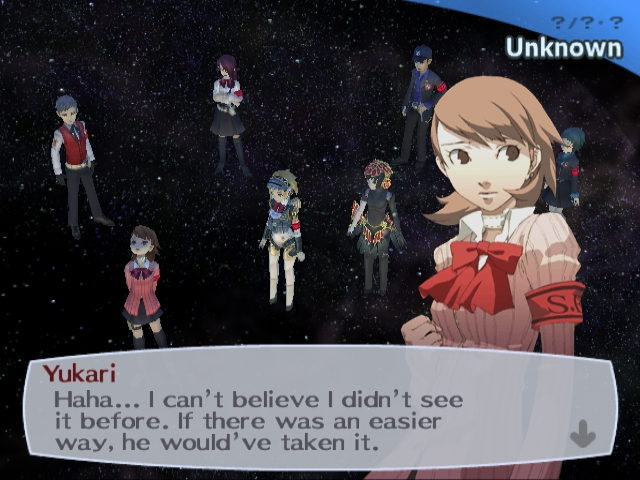 ?/?・?
Unknown
S.
Yukari
Haha... I can't believe I didn't see
it before. If there was an easier
way, he would've taken it.